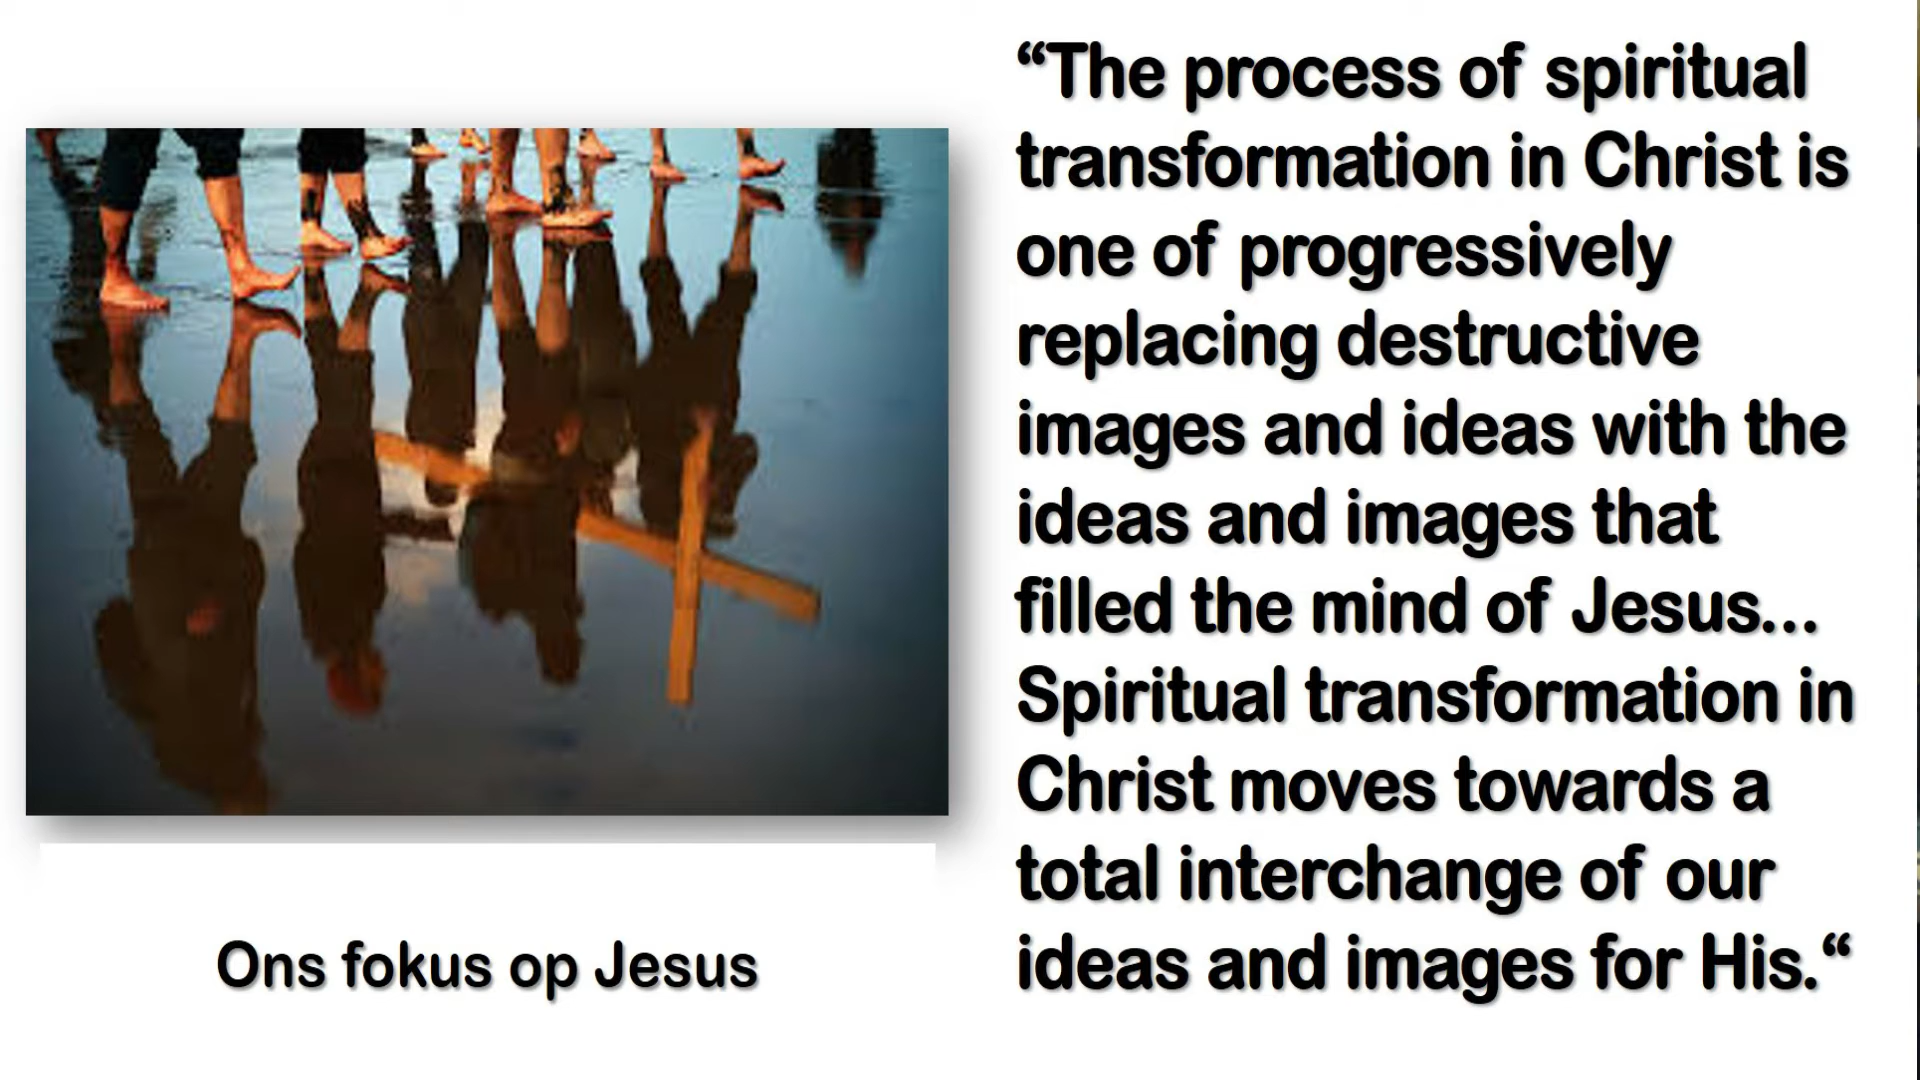 “The process of spiritual
transformation in Christ is
one of progressively
replacing destructive
images and ideas with the
ideas and images that
filled the mind of Jesus...
Spiritual transformation in
Christ moves towards a
total interchange of our
ideas and images for His.“
Ons fokus op Jesus